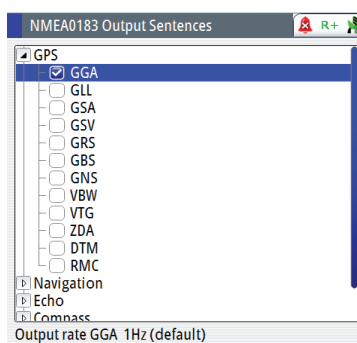 NMEA0183 Output Sentences R+
GPS
GGA
GLL
GSA
GSV
GRS
GBS
GNS
VBW
VTG
ZDA
DTM
RMC
Navigation
Echo
Compass
Output rate GGA 1Hz (default)